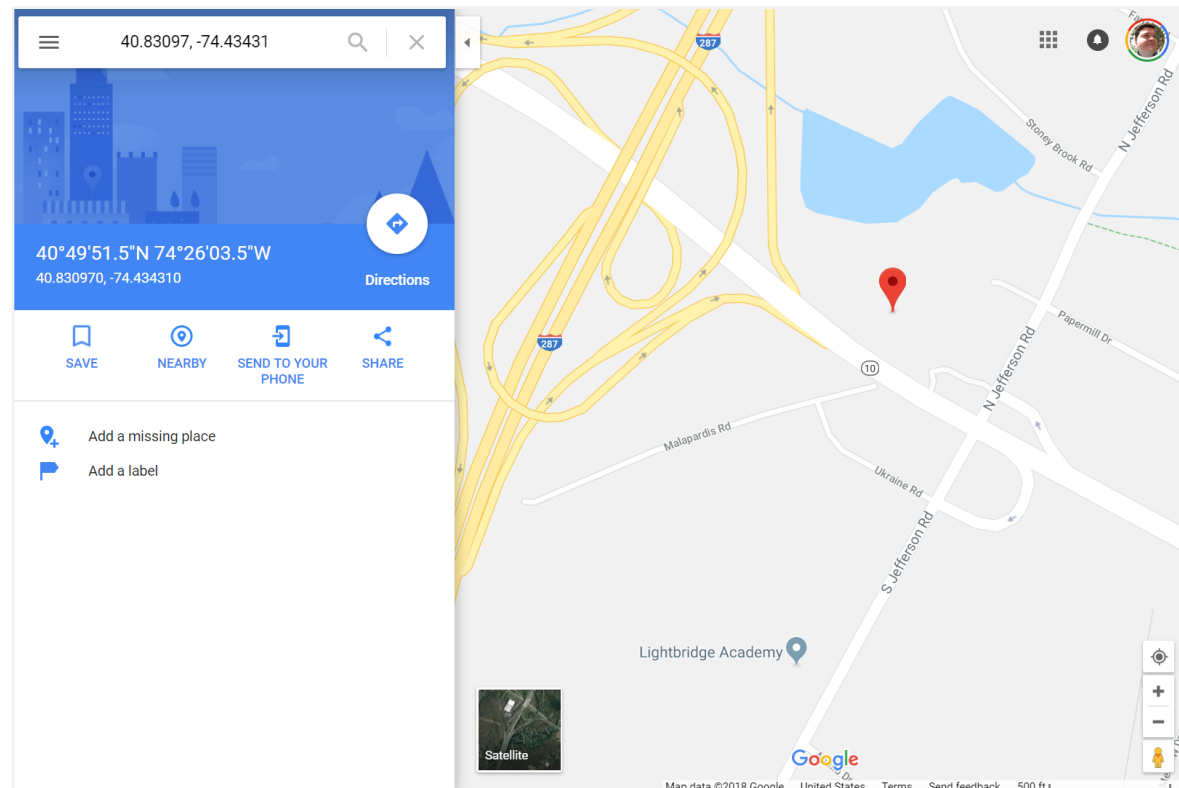 40.83097, -74.43431
40°49'51.5"N 74°26'03.5"W
40.830970, -74.434310
Directions
SAVE
NEARBY
SEND TO YOUR
PHONE
SHARE
Add a missing place
Add a label
287
N Jefferson Rd
Stoney Brook Rd
287
Papermill Dr
10
N Jefferson Rd
Malapardis Rd
Ukraine Rd
S Jefferson Rd
Lightbridge Academy
Satellite
Google
Map data ©2018 Google
United States
Terms
Send feedback
500 ft